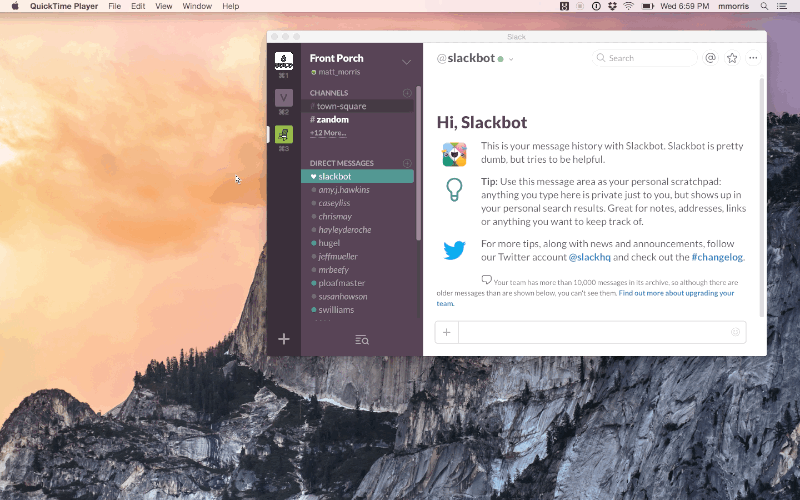 QuickTime Player File Edit View Window Help Wed 6:59 PM mmorris
Slack
⌘1
V
⌘2
⌘3
Front Porch
matt_morris
CHANNELS
# town-square
# zandom
+12 More...
DIRECT MESSAGES
slackbot
amy.j.hawkins
caseyliss
chrismay
hayleyderoche
hugel
jeffmueller
mrbeefy
ploafmaster
susanhowson
swilliams
@slackbot
Search
Hi, Slackbot
This is your message history with Slackbot. Slackbot is pretty
dumb, but tries to be helpful.
Tip: Use this message area as your personal scratchpad:
anything you type here is private just to you, but shows up in
your personal search results. Great for notes, addresses, links
or anything you want to keep track of.
For more tips, along with news and announcements, follow
our Twitter account @slackhq and check out the #changelog.
Your team has more than 10,000 messages in its archive, so although there are
older messages than are shown below, you can't see them. Find out more about upgrading your
team.